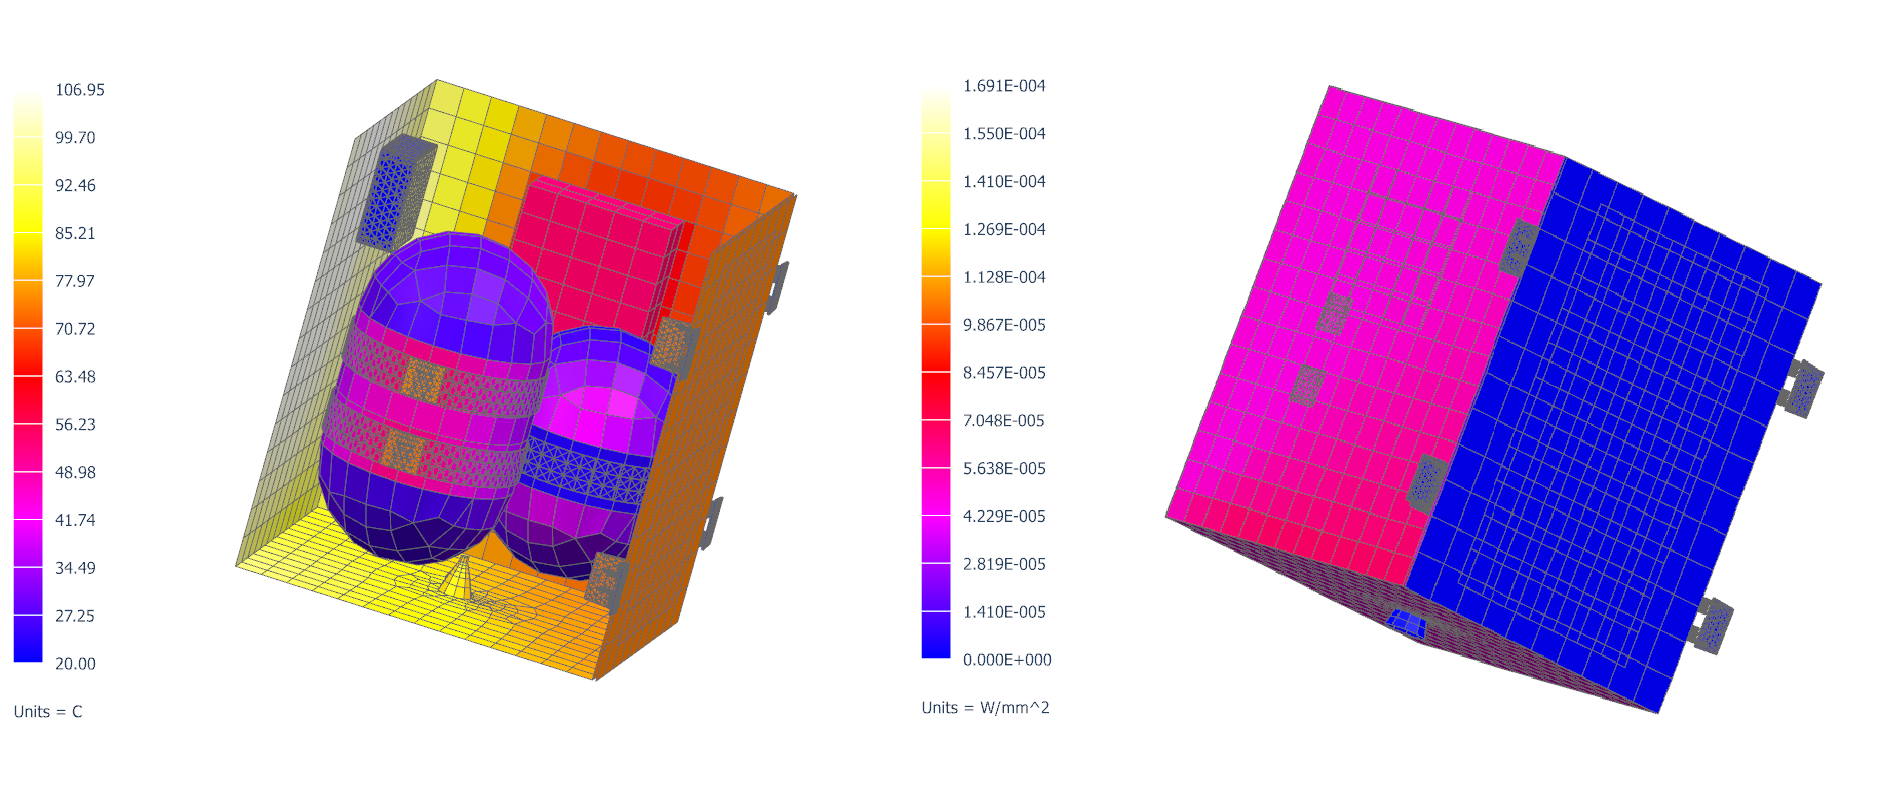 106.95
99.70
92.46
85.21
77.97
70.72
63.48
56.23
48.98
41.74
34.49
27.25
20.00
Units = C
1.691E-004
1.550E-004
1.410E-004
1.269E-004
1.128E-004
9.867E-005
8.457E-005
7.048E-005
5.638E-005
4.229E-005
2.819E-005
1.410E-005
0.000E+000
Units = W/mm^2